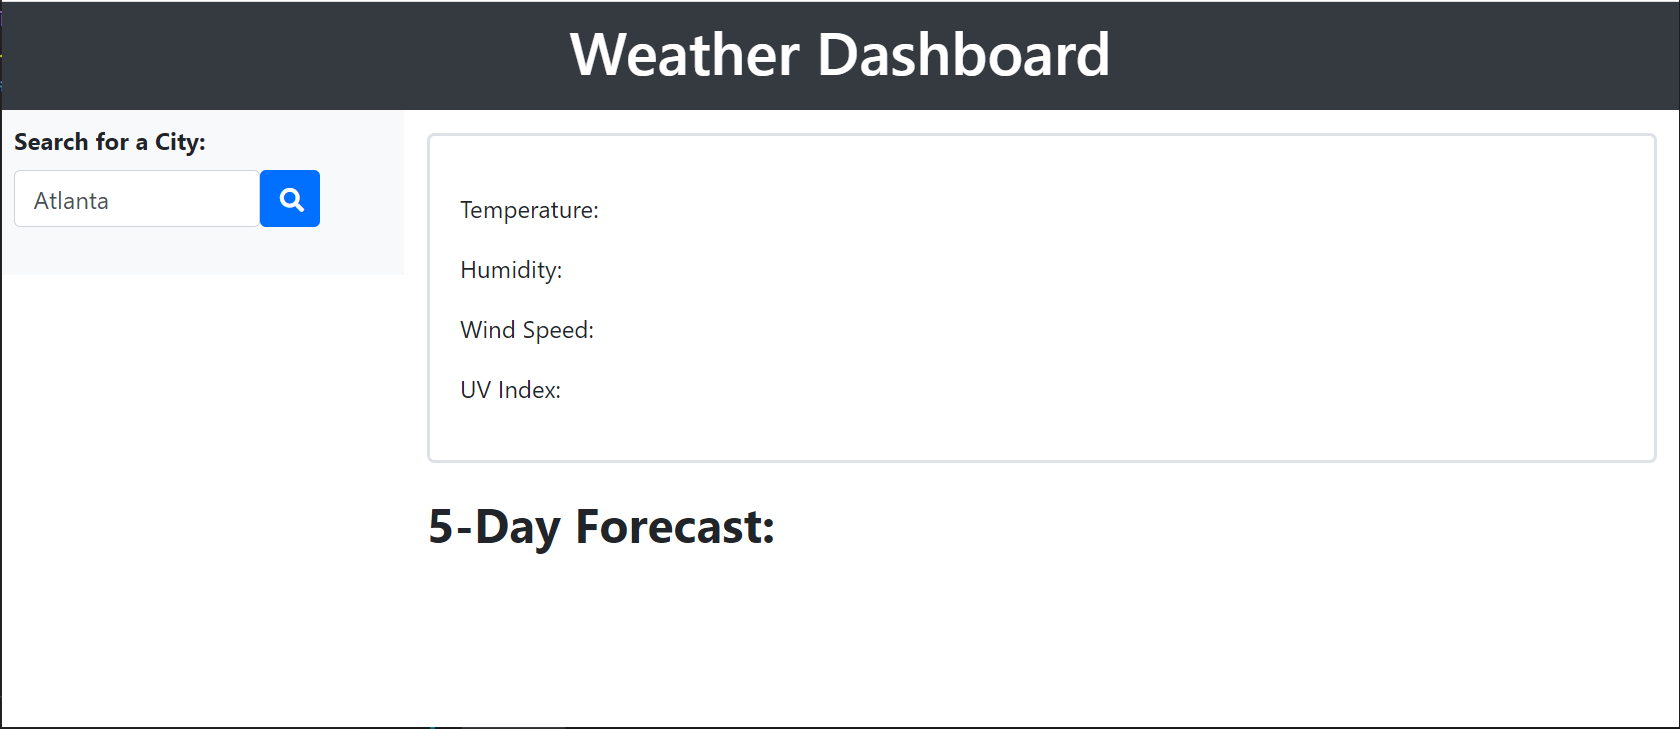 Weather Dashboard
Search for a City:
Atlanta
Temperature:
Humidity:
Wind Speed:
UV Index:
5-Day Forecast: